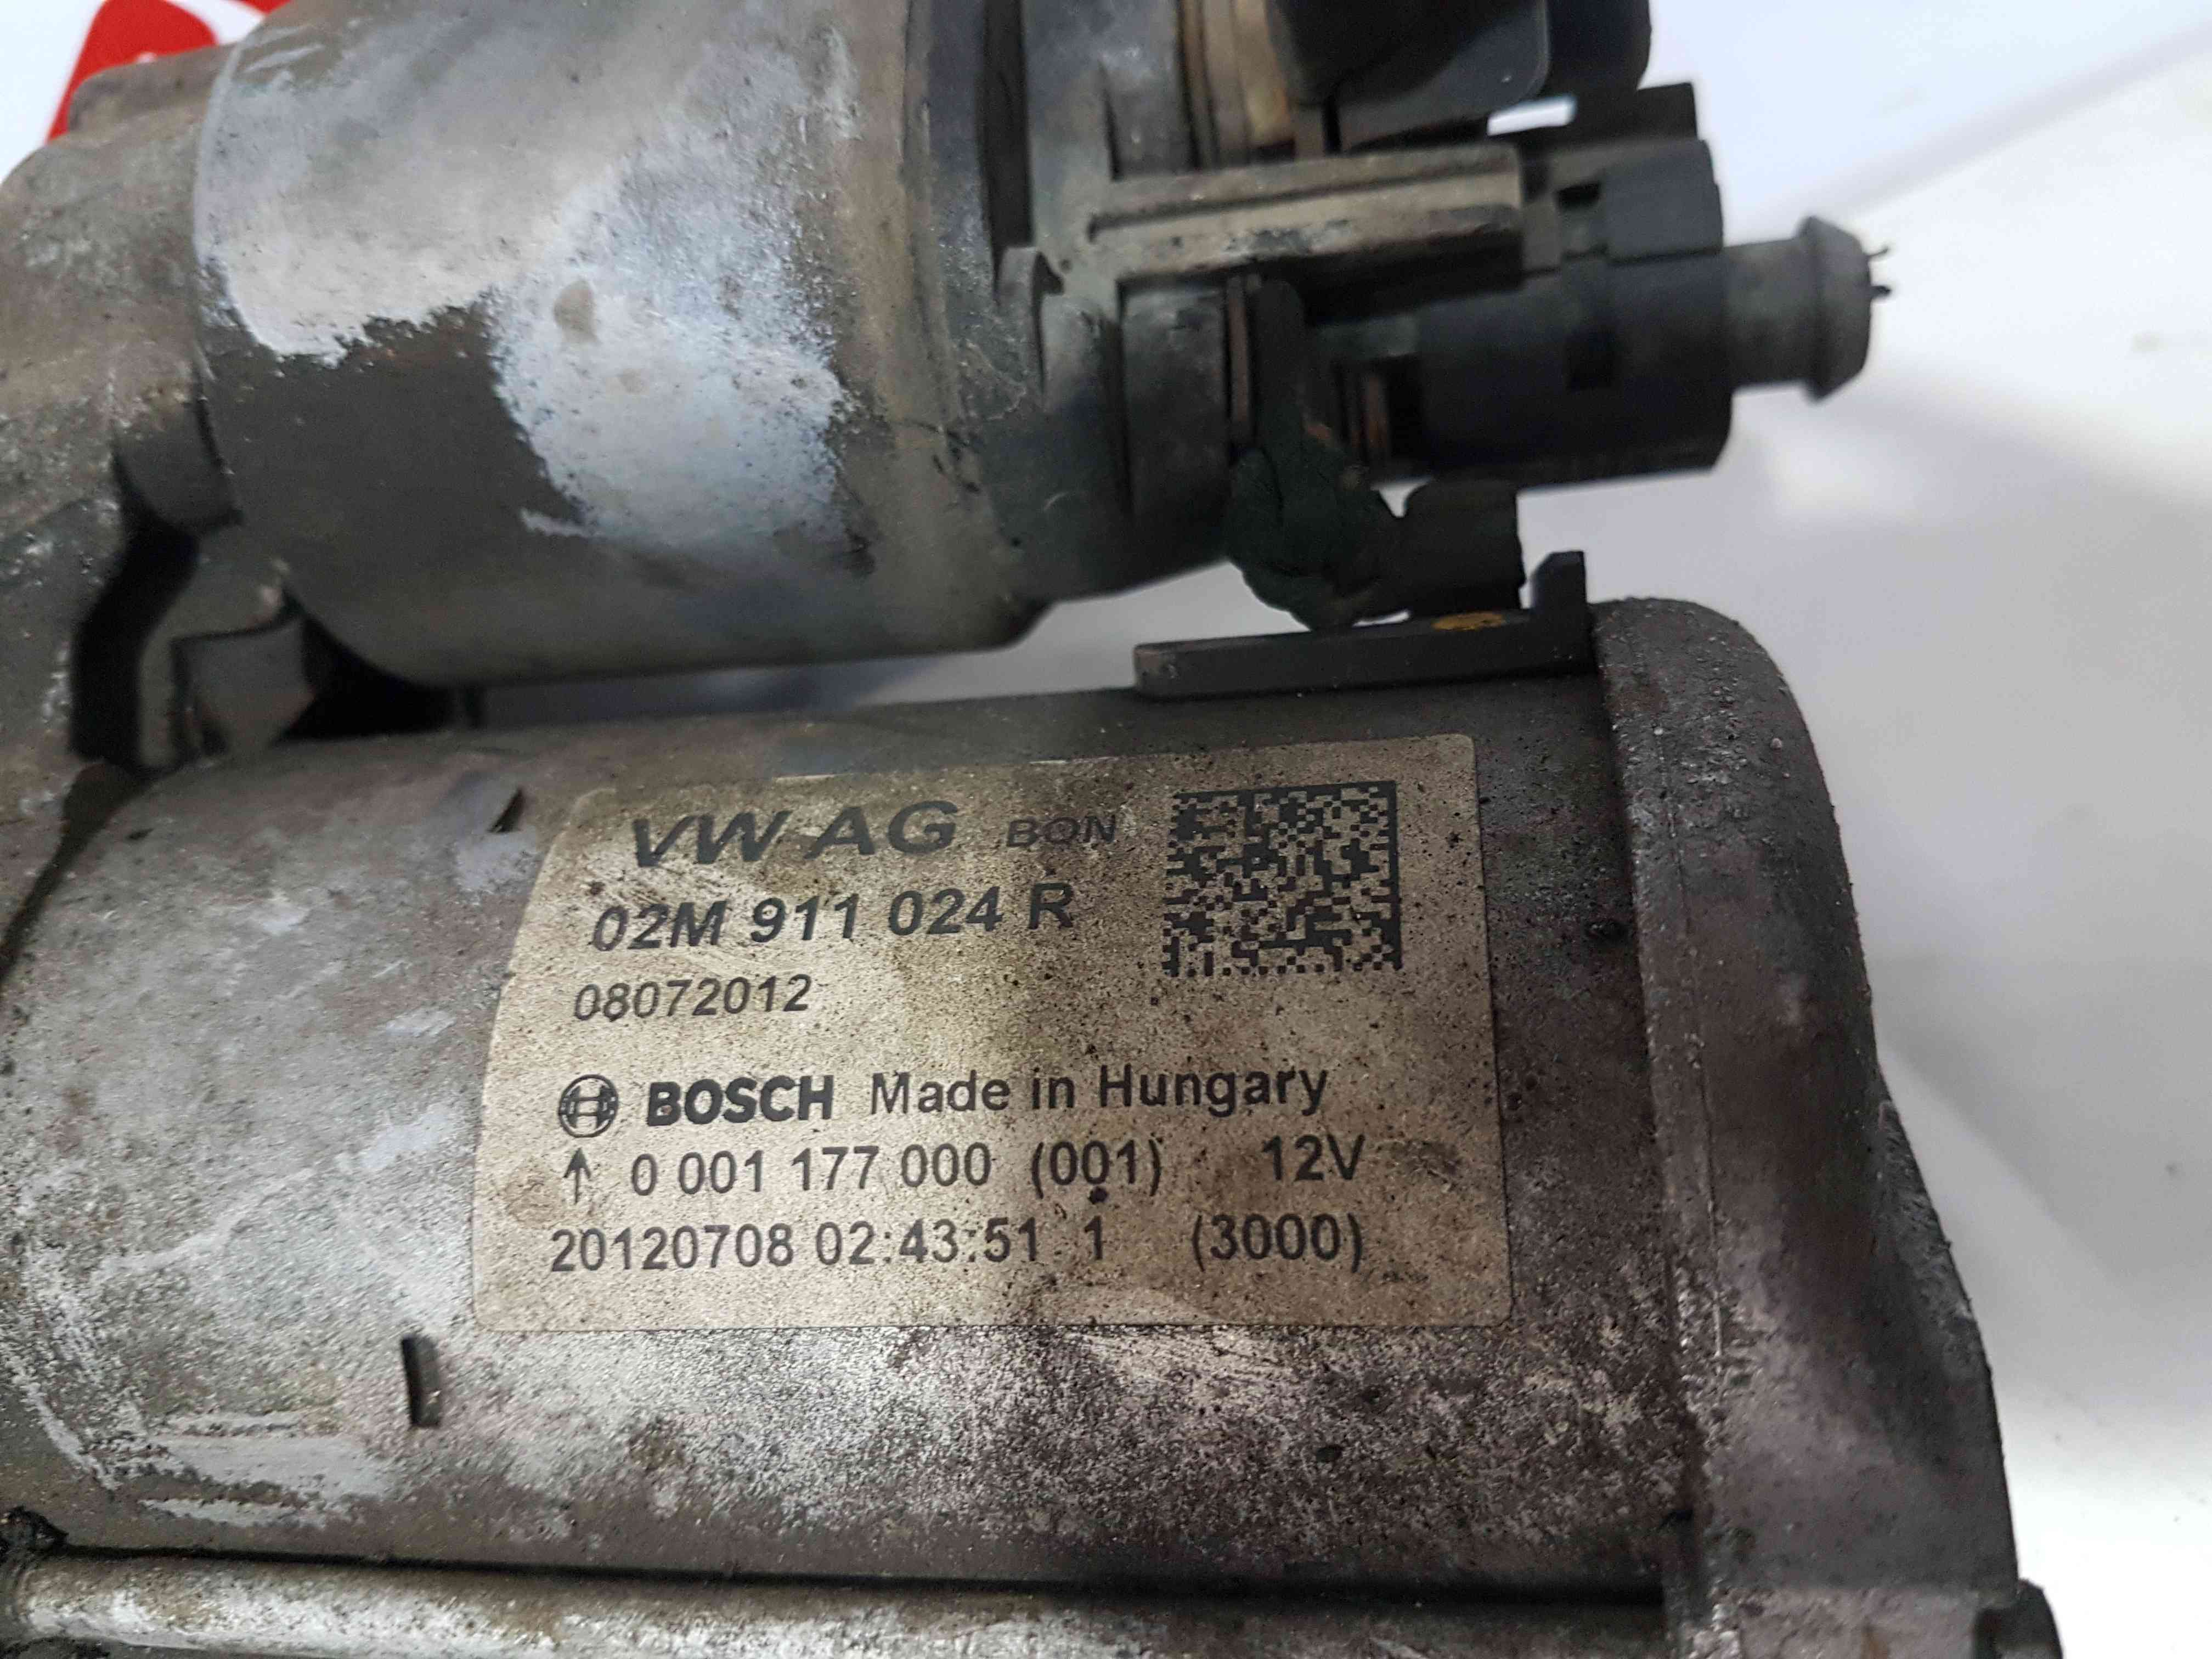 VW AG BON
02M 911 024 R
08072012
BOSCH Made in Hungary
↑ 0 001 177 000 (001) 12V
20120708 02:43:51 1 (3000)